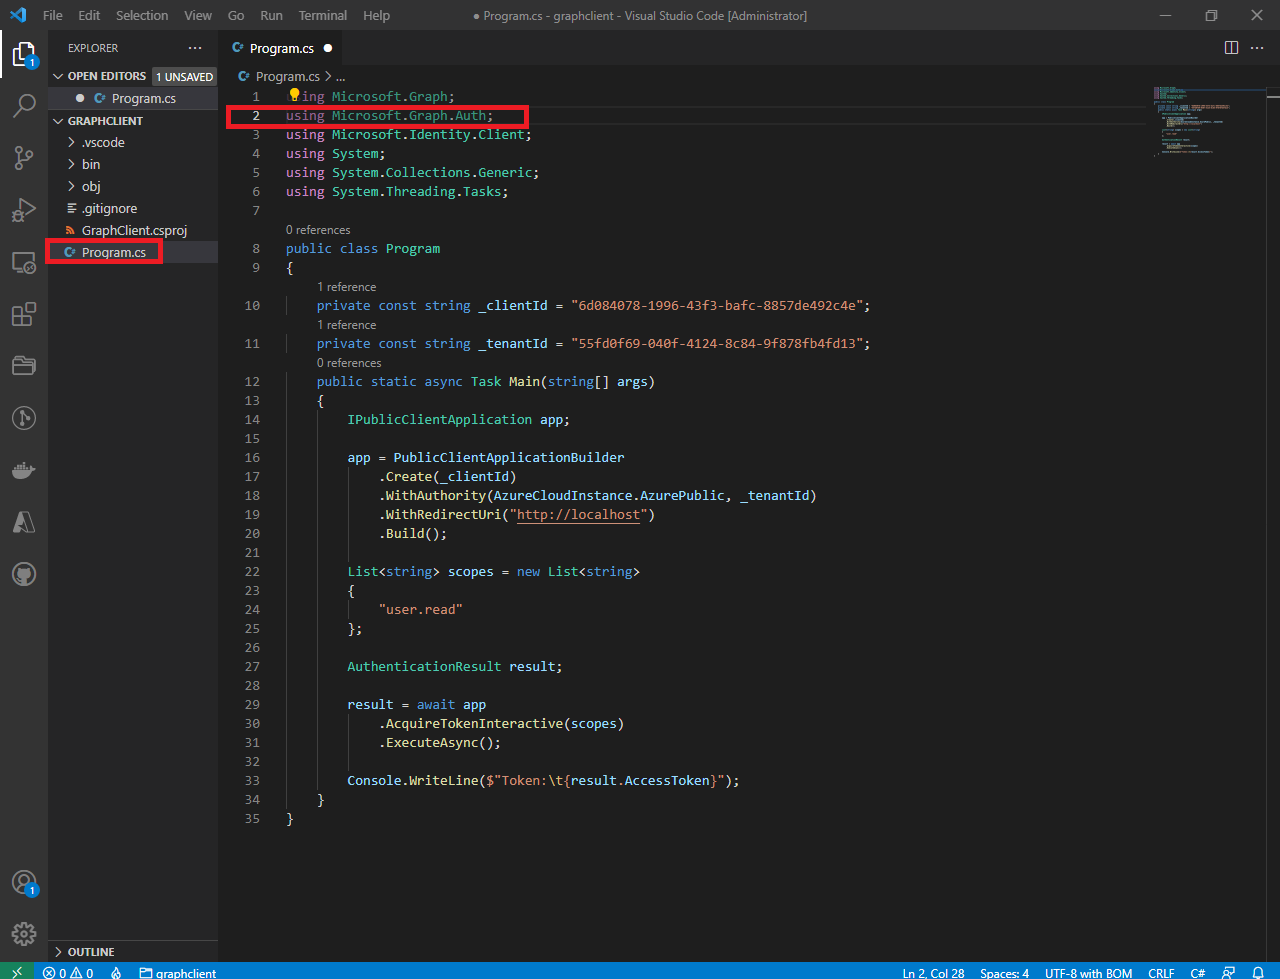 File Edit Selection View Go Run Terminal Help ● Program.cs - graphclient - Visual Studio Code [Administrator]
EXPLORER ···
OPEN EDITORS 1 UNSAVED
Program.cs
GRAPHCLIENT
.vscode
bin
obj
.gitignore
GraphClient.csproj
Program.cs
OUTLINE
1
1
Program.cs
Program.cs > ...
1 using Microsoft.Graph;
2 using Microsoft.Graph.Auth;
3 using Microsoft.Identity.Client;
4 using System;
5 using System.Collections.Generic;
6 using System.Threading.Tasks;
7
0 references
8 public class Program
9 {
1 reference
10 private const string _clientId = "6d084078-1996-43f3-bafc-8857de492c4e";
1 reference
11 private const string _tenantId = "55fd0f69-040f-4124-8c84-9f878fb4fd13";
0 references
12 public static async Task Main(string[] args)
13 {
14 IPublicClientApplication app;
15
16 app = PublicClientApplicationBuilder
17 .Create(_clientId)
18 .WithAuthority(AzureCloudInstance.AzurePublic, _tenantId)
19 .WithRedirectUri("http://localhost")
20 .Build();
21
22 List<string> scopes = new List<string>
23 {
24 "user.read"
25 };
26
27 AuthenticationResult result;
28
29 result = await app
30 .AcquireTokenInteractive(scopes)
31 .ExecuteAsync();
32
33 Console.WriteLine($"Token:\t{result.AccessToken}");
34 }
35 }
0 0 graphclient Ln 2, Col 28 Spaces: 4 UTF-8 with BOM CRLF C#